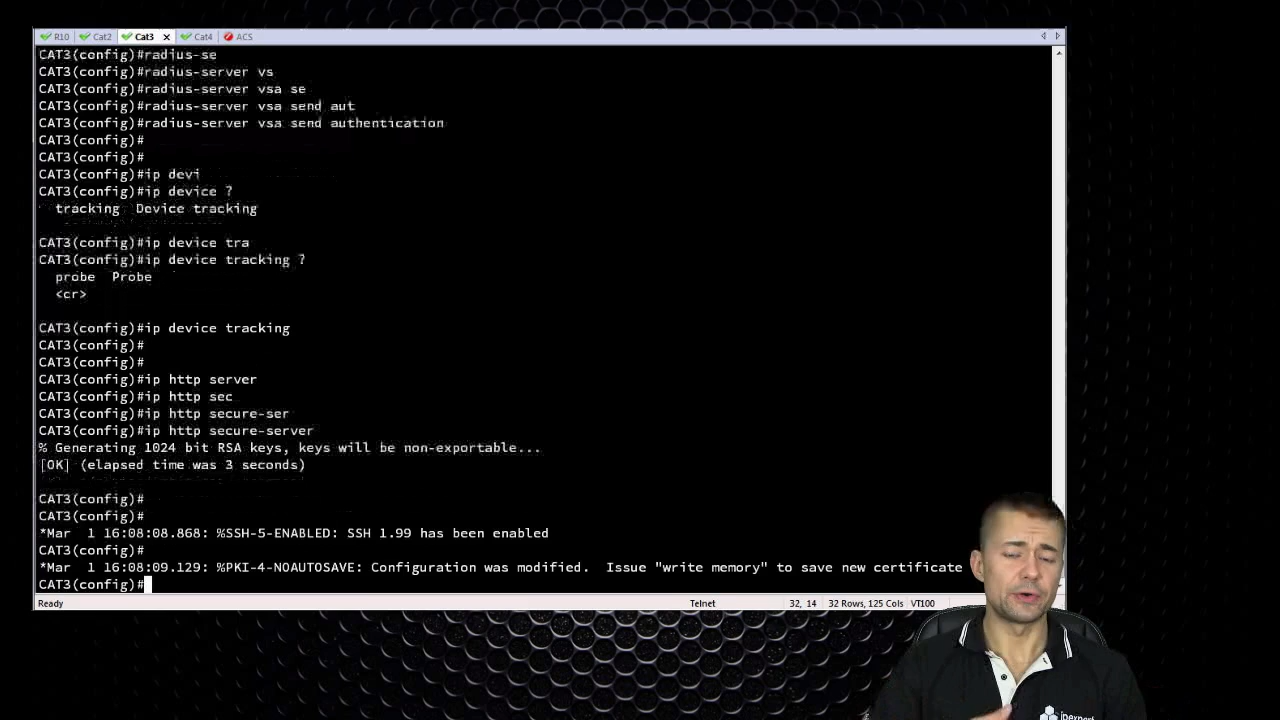 R10 Cat2 Cat3 Cat4 ACS
CAT3(config)#radius-se
CAT3(config)#radius-server vs
CAT3(config)#radius-server vsa se
CAT3(config)#radius-server vsa send aut
CAT3(config)#radius-server vsa send authentication
CAT3(config)#
CAT3(config)#
CAT3(config)#ip devi
CAT3(config)#ip device ?
tracking Device tracking
CAT3(config)#ip device tra
CAT3(config)#ip device tracking ?
probe Probe
<cr>
CAT3(config)#ip device tracking
CAT3(config)#
CAT3(config)#
CAT3(config)#ip http server
CAT3(config)#ip http sec
CAT3(config)#ip http secure-ser
CAT3(config)#ip http secure-server
% Generating 1024 bit RSA keys, keys will be non-exportable...
[OK] (elapsed time was 3 seconds)
CAT3(config)#
CAT3(config)#
*Mar 1 16:08:08.868: %SSH-5-ENABLED: SSH 1.99 has been enabled
CAT3(config)#
*Mar 1 16:08:09.129: %PKI-4-NOAUTOSAVE: Configuration was modified. Issue "write memory" to save new certificate
CAT3(config)#
Ready Telnet 32, 14 32 Rows, 125 Cols VT100